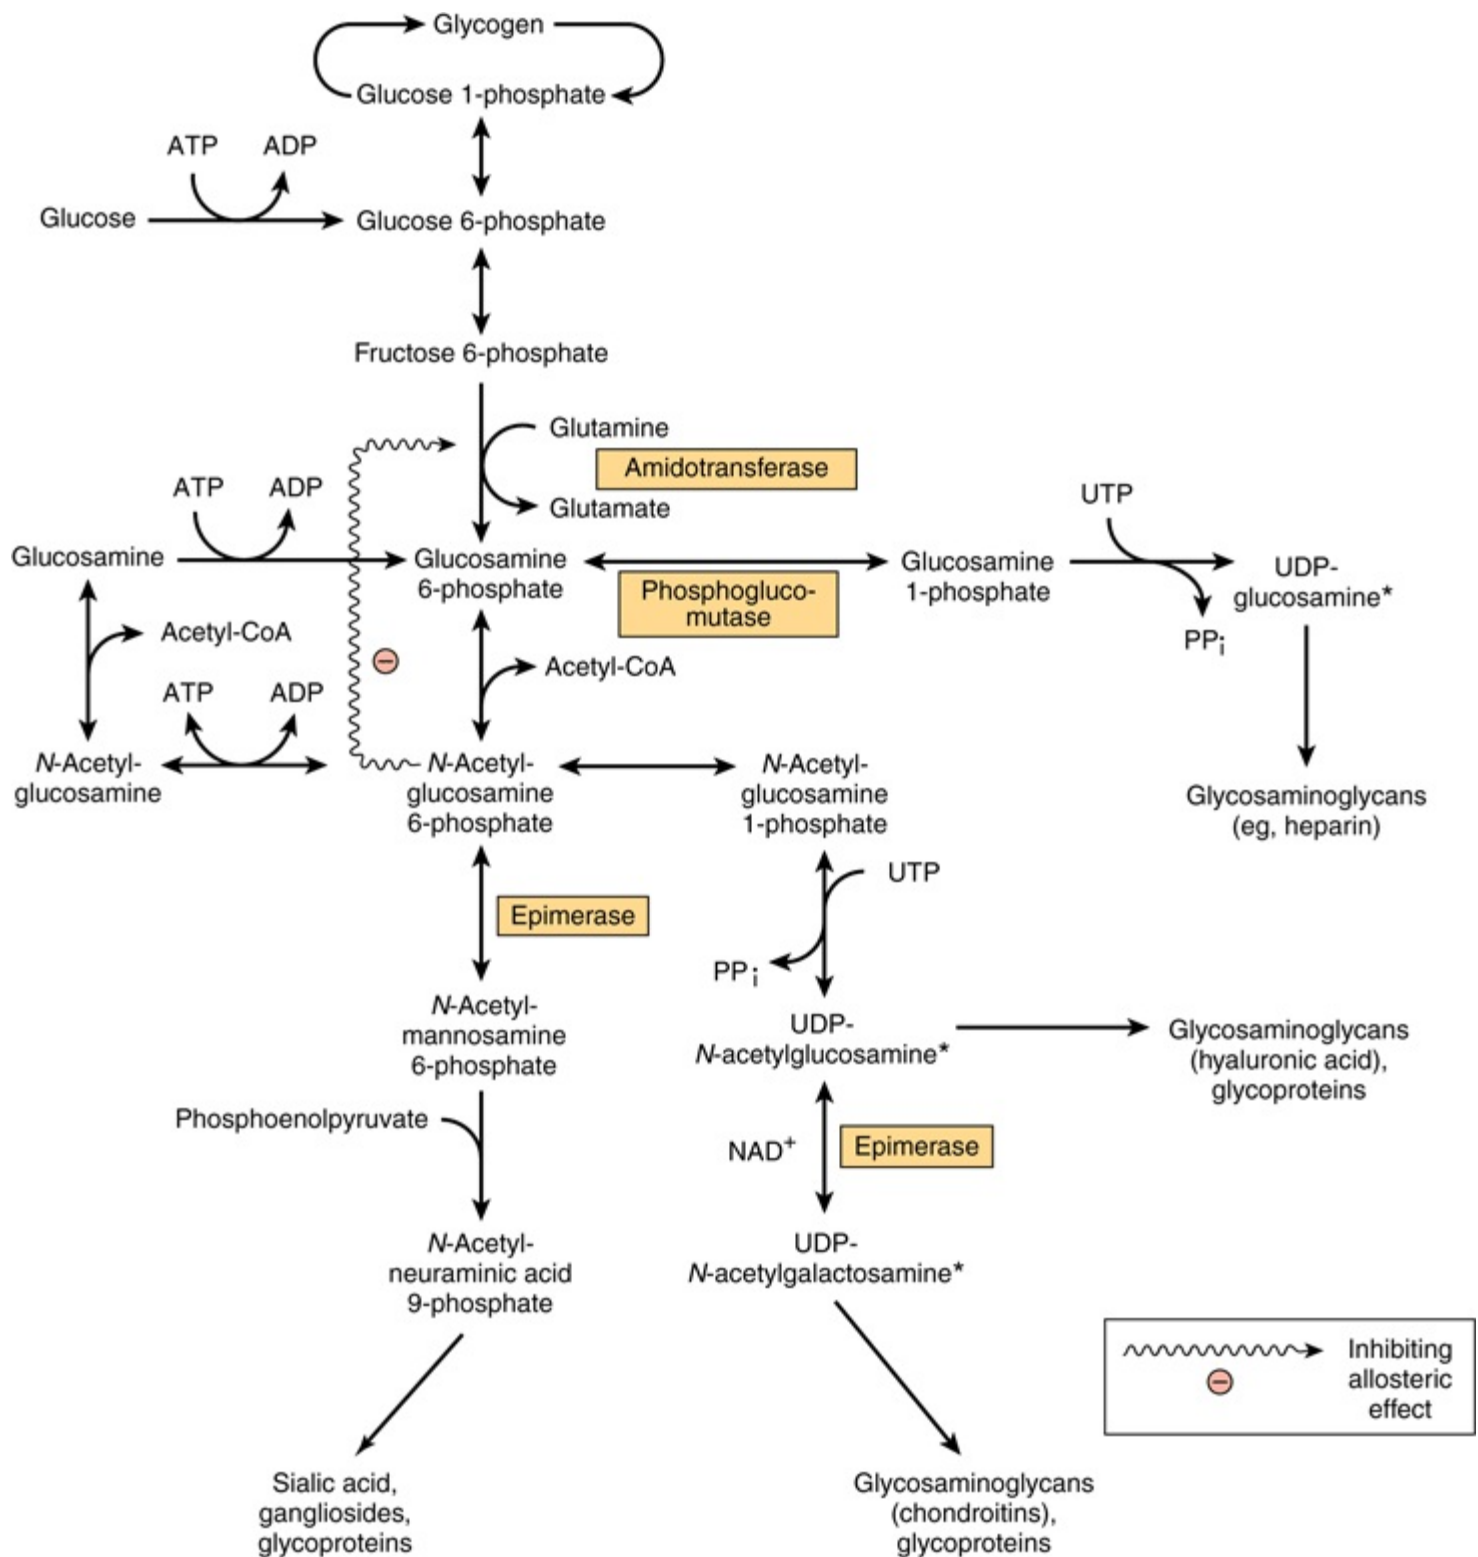 Glycogen
Glucose 1-phosphate
ATP
ADP
Glucose
Glucose 6-phosphate
Fructose 6-phosphate
Glutamine
Amidotransferase
Glutamate
ATP
ADP
UTP
Glucosamine
Glucosamine
6-phosphate
Phosphogluco-
mutase
Glucosamine
1-phosphate
UDP-
glucosamine*
PPi
Acetyl-CoA
Acetyl-CoA
ATP
ADP
N-Acetyl-
glucosamine
N-Acetyl-
glucosamine
6-phosphate
N-Acetyl-
glucosamine
1-phosphate
Glycosaminoglycans
(eg, heparin)
UTP
Epimerase
PPi
N-Acetyl-
mannosamine
6-phosphate
UDP-
N-acetylglucosamine*
Glycosaminoglycans
(hyaluronic acid),
glycoproteins
Phosphoenolpyruvate
NAD+
Epimerase
N-Acetyl-
neuraminic acid
9-phosphate
UDP-
N-acetylgalactosamine*
Inhibiting
allosteric
effect
Sialic acid,
gangliosides,
glycoproteins
Glycosaminoglycans
(chondroitins),
glycoproteins